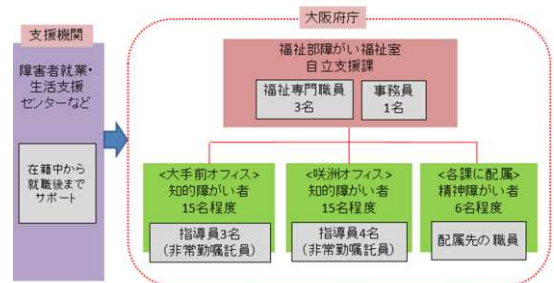 大阪府庁
支援機関
障害者就業・
生活支援
センターなど
在籍中から
就職後まで
サポート
福祉部障がい福祉室
自立支援課
福祉専門職員
3名
事務員
1名
<大手前オフィス>
知的障がい者
15名程度
指導員3名
(非常勤嘱託員)
<咲洲オフィス>
知的障がい者
15名程度
指導員4名
(非常勤嘱託員)
<各課に配属>
精神障がい者
6名程度
配属先の職員